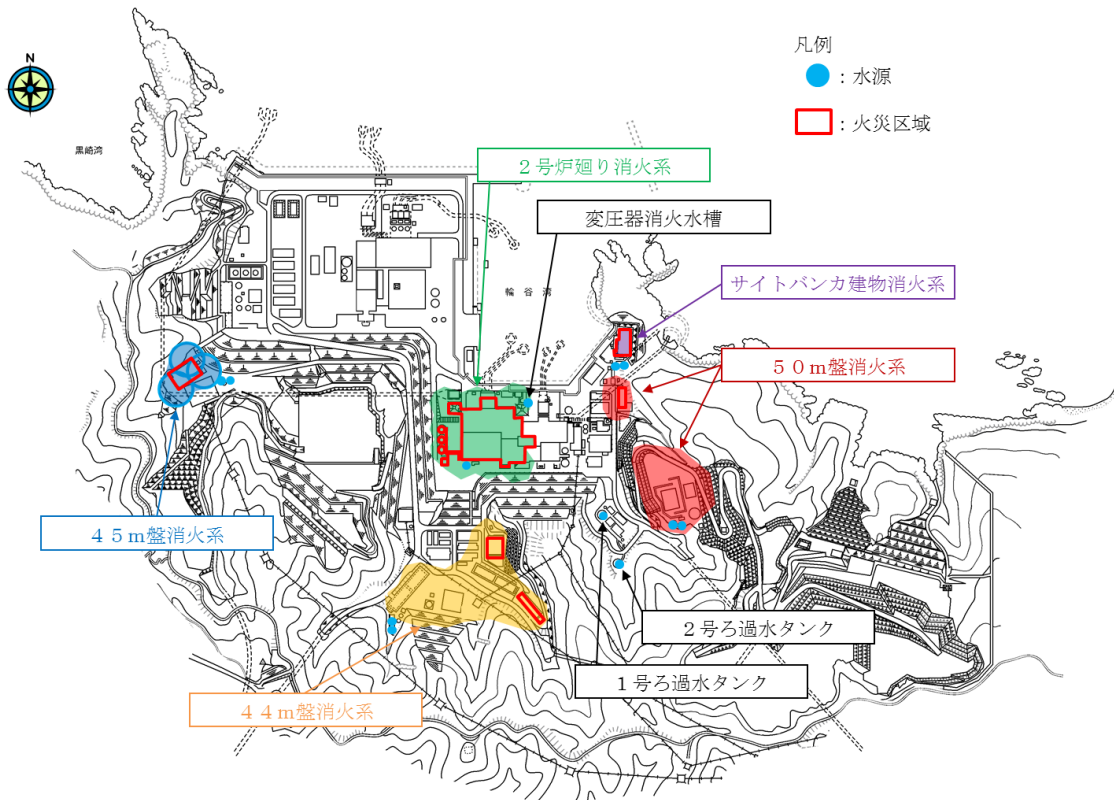 凡例
：水源
：火災区域
N
黒崎湾
２号炉廻り消火系
変圧器消火水槽
サイトバンカ建物消火系
輪谷湾
５０ｍ盤消火系
４５ｍ盤消火系
２号ろ過水タンク
１号ろ過水タンク
４４ｍ盤消火系